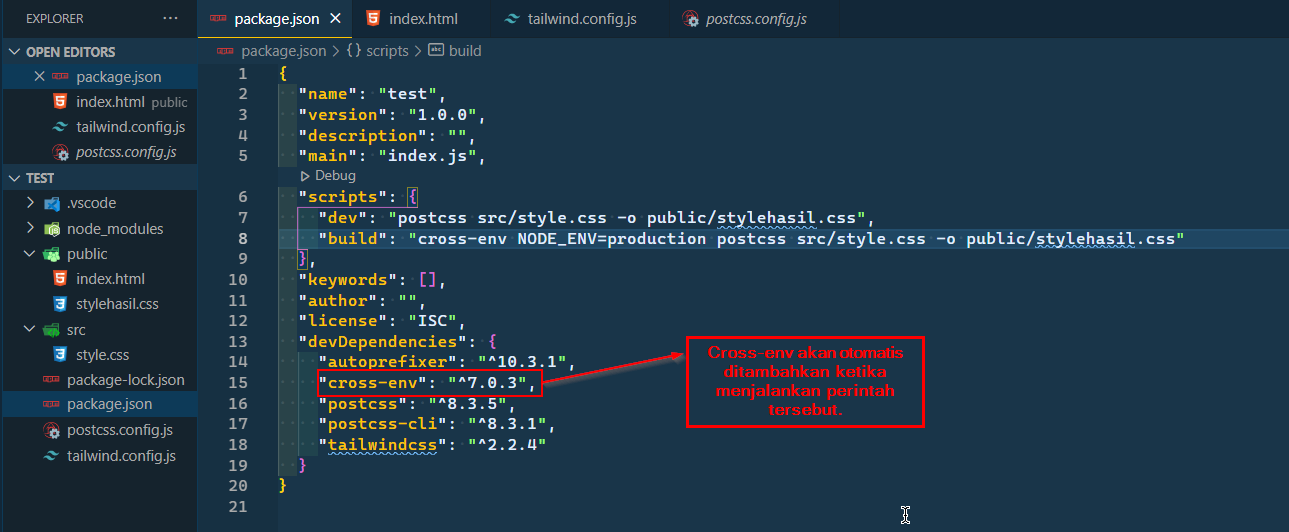 EXPLORER ···
package.json
index.html
tailwind.config.js
postcss.config.js
OPEN EDITORS
package.json
index.html public
tailwind.config.js
postcss.config.js
TEST
.vscode
node_modules
public
index.html
stylehasil.css
src
style.css
package-lock.json
package.json
postcss.config.js
tailwind.config.js
package.json > {} scripts > abc build
1 {
2 "name": "test",
3 "version": "1.0.0",
4 "description": "",
5 "main": "index.js",
Debug
6 "scripts": {
7 "dev": "postcss src/style.css -o public/stylehasil.css",
8 "build": "cross-env NODE_ENV=production postcss src/style.css -o public/stylehasil.css"
9 },
10 "keywords": [],
11 "author": "",
12 "license": "ISC",
13 "devDependencies": {
14 "autoprefixer": "^10.3.1",
15 "cross-env": "^7.0.3",
16 "postcss": "^8.3.5",
17 "postcss-cli": "^8.3.1",
18 "tailwindcss": "^2.2.4"
19 }
20 }
21
Cross-env akan otomatis
ditambahkan ketika
menjalankan perintah
tersebut.